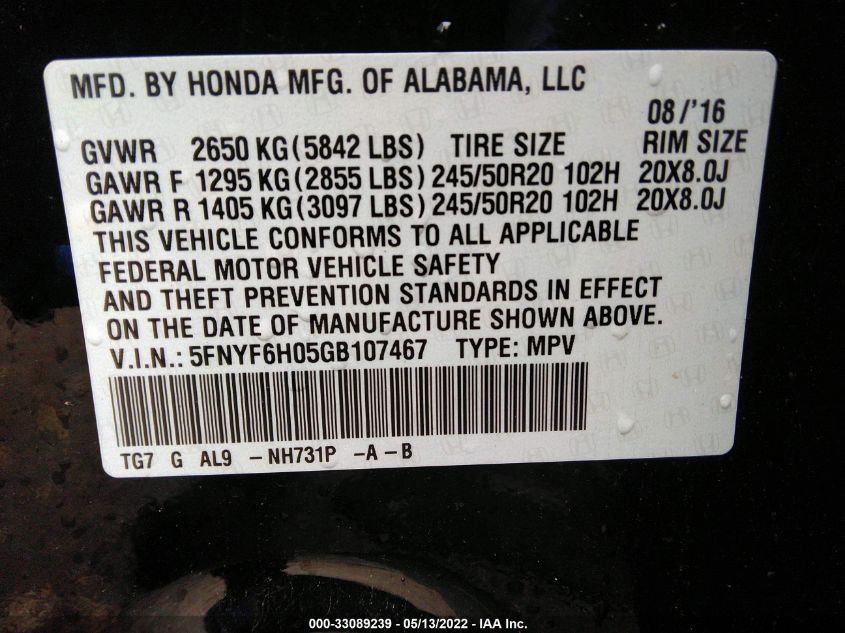 MFD. BY HONDA MFG. OF ALABAMA, LLC
08/'16
GVWR 2650 KG (5842 LBS) TIRE SIZE RIM SIZE
GAWR F 1295 KG (2855 LBS) 245/50R20 102H 20X8.0J
GAWR R 1405 KG (3097 LBS) 245/50R20 102H 20X8.0J
THIS VEHICLE CONFORMS TO ALL APPLICABLE
FEDERAL MOTOR VEHICLE SAFETY
AND THEFT PREVENTION STANDARDS IN EFFECT
ON THE DATE OF MANUFACTURE SHOWN ABOVE.
V.I.N.: 5FNYF6H05GB107467 TYPE: MPV
TG7 G AL9 -NH731P -A -B
000-33089239 - 05/13/2022 - IAA Inc.